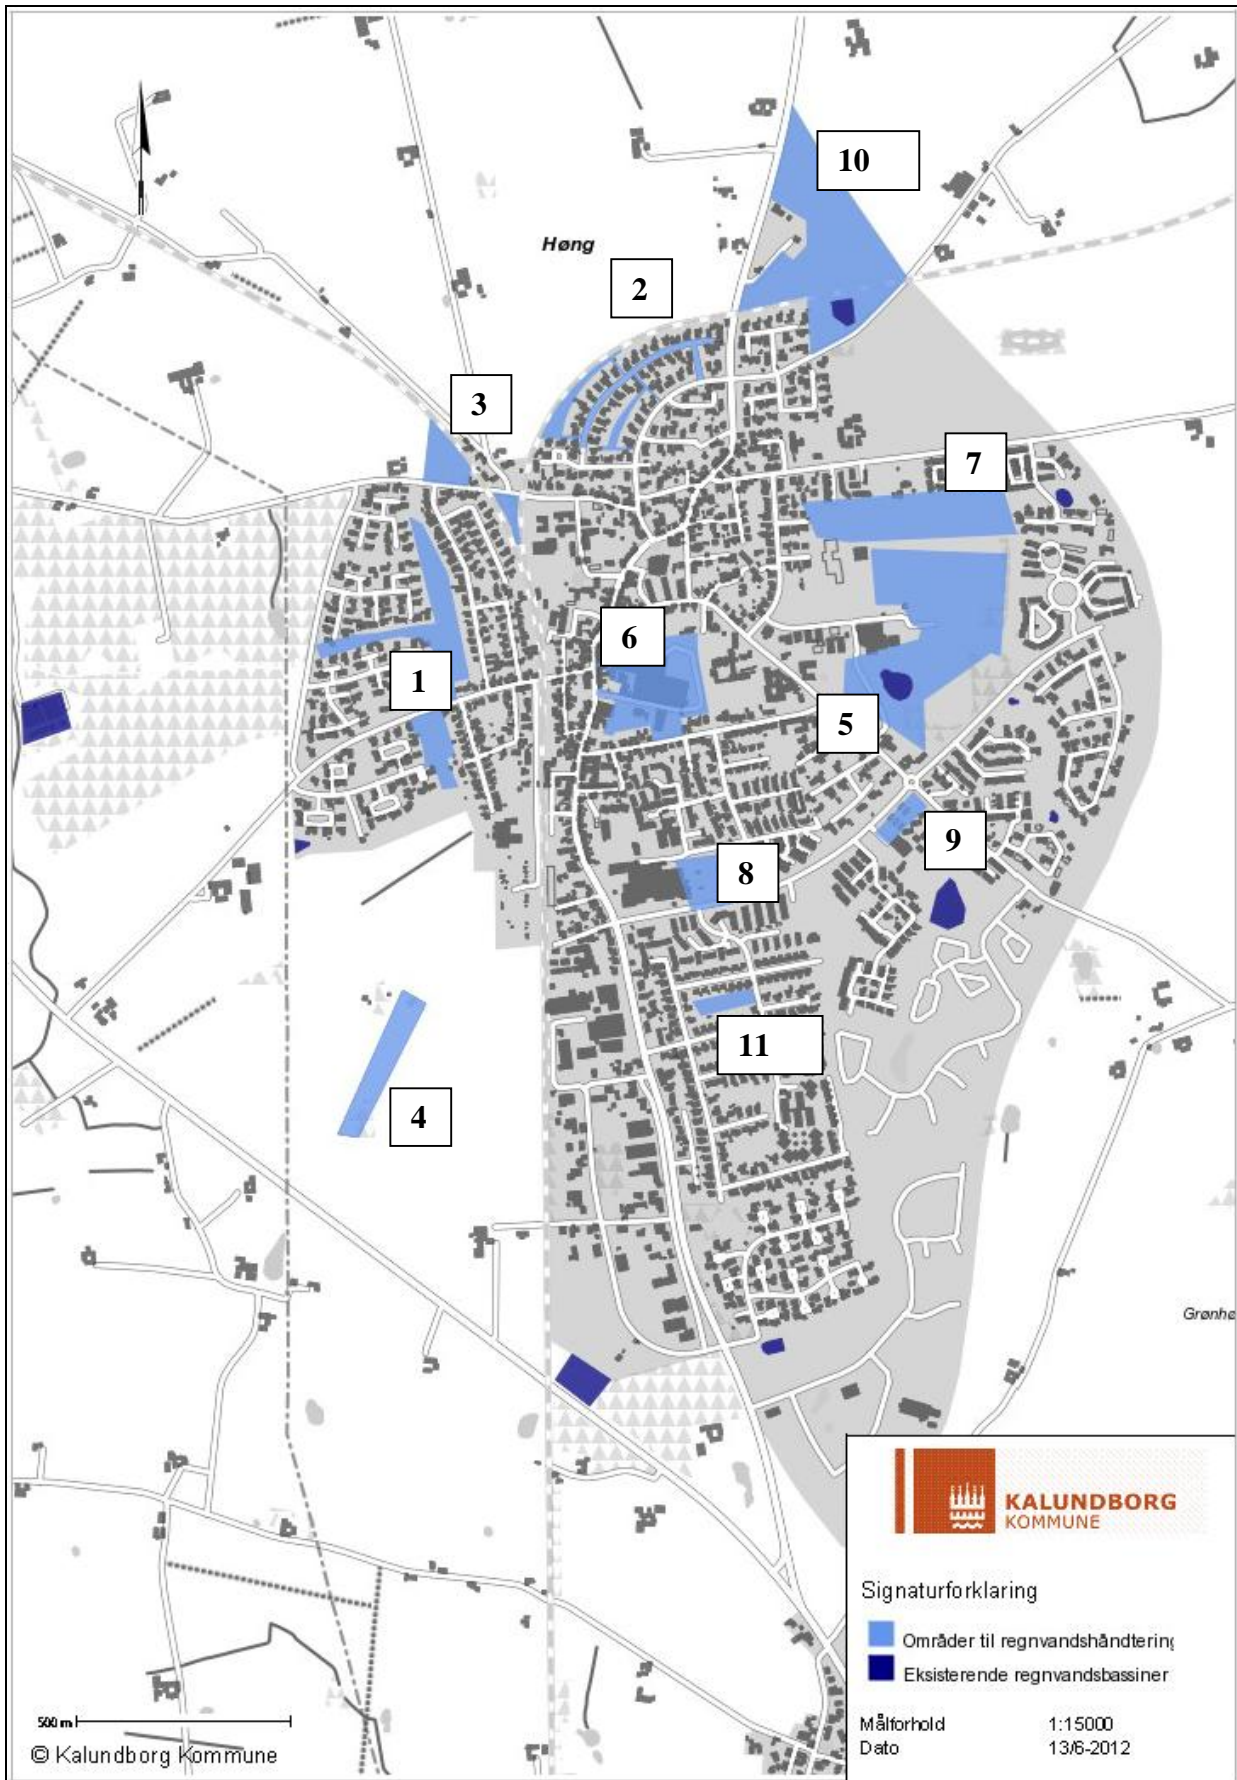 10
Høng
2
3
7
6
1
5
9
8
11
4
Grønhø
KALUNDBORG
KOMMUNE
Signaturforklaring
Områder til regnvandshåndtering
Eksisterende regnvandsbassiner
500 m
Målforhold 1:15000
Dato 13/6-2012
© Kalundborg Kommune